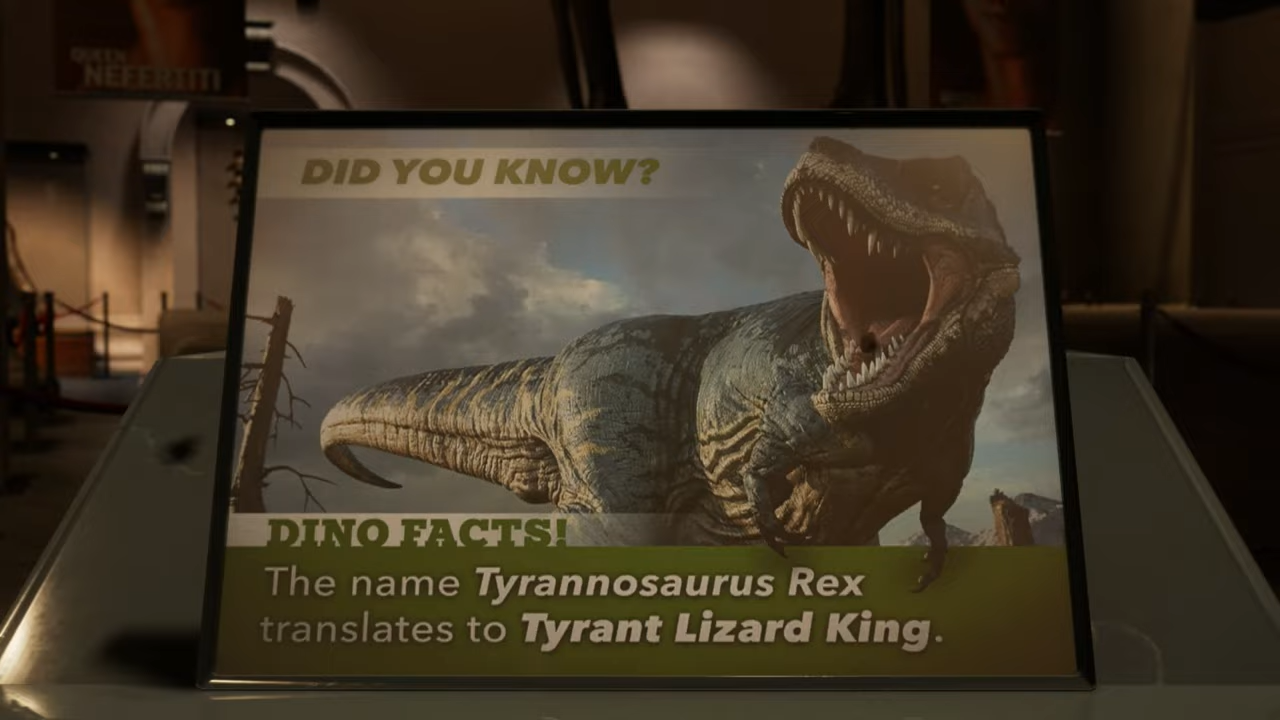 QUEEN
NEFERTITI
DID YOU KNOW?
DINO FACTS!
The name Tyrannosaurus Rex
translates to Tyrant Lizard King.